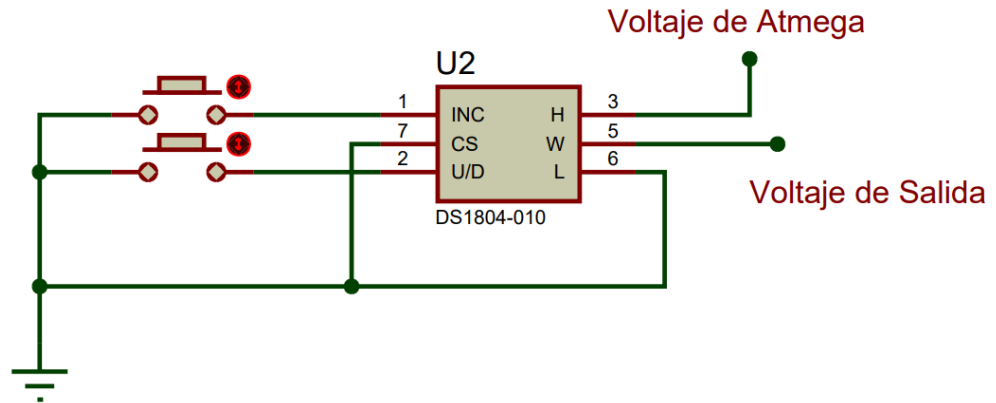 Voltaje de Atmega
U2
1 INC H 3
7 CS W 5
2 U/D L 6
DS1804-010
Voltaje de Salida